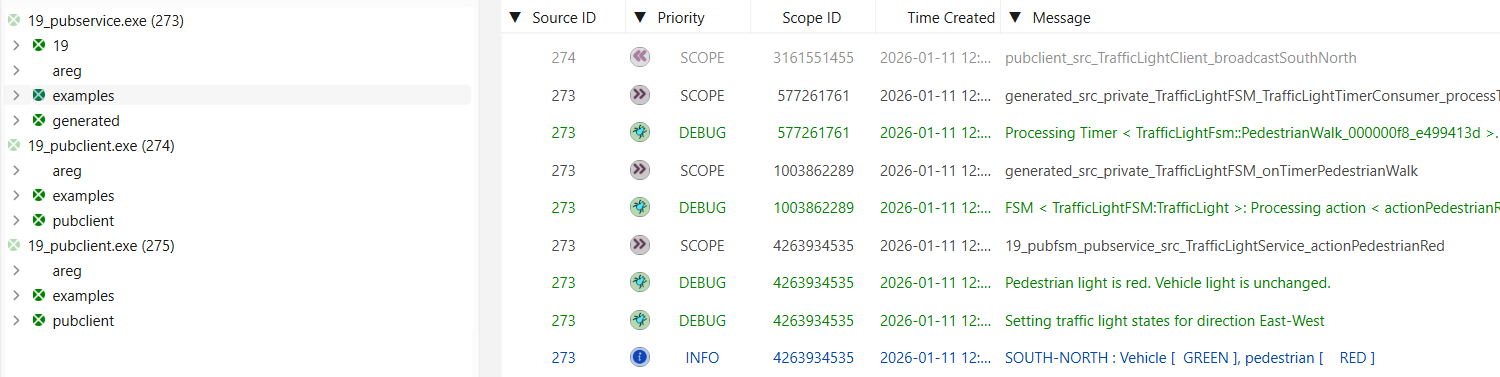 19_pubservice.exe (273)
19
areg
examples
generated
19_pubclient.exe (274)
areg
examples
pubclient
19_pubclient.exe (275)
areg
examples
pubclient
Source ID Priority Scope ID Time Created Message
274 SCOPE 3161551455 2026-01-11 12:... pubclient_src_TrafficLightClient_broadcastSouthNorth
273 SCOPE 577261761 2026-01-11 12:... generated_src_private_TrafficLightFSM_TrafficLightTimerConsumer_processT
273 DEBUG 577261761 2026-01-11 12:... Processing Timer < TrafficLightFsm::PedestrianWalk_000000f8_e499413d >.
273 SCOPE 1003862289 2026-01-11 12:... generated_src_private_TrafficLightFSM_onTimerPedestrianWalk
273 DEBUG 1003862289 2026-01-11 12:... FSM < TrafficLightFSM:TrafficLight >: Processing action < actionPedestrianR
273 SCOPE 4263934535 2026-01-11 12:... 19_pubfsm_pubservice_src_TrafficLightService_actionPedestrianRed
273 DEBUG 4263934535 2026-01-11 12:... Pedestrian light is red. Vehicle light is unchanged.
273 DEBUG 4263934535 2026-01-11 12:... Setting traffic light states for direction East-West
273 INFO 4263934535 2026-01-11 12:... SOUTH-NORTH : Vehicle [ GREEN ], pedestrian [ RED ]